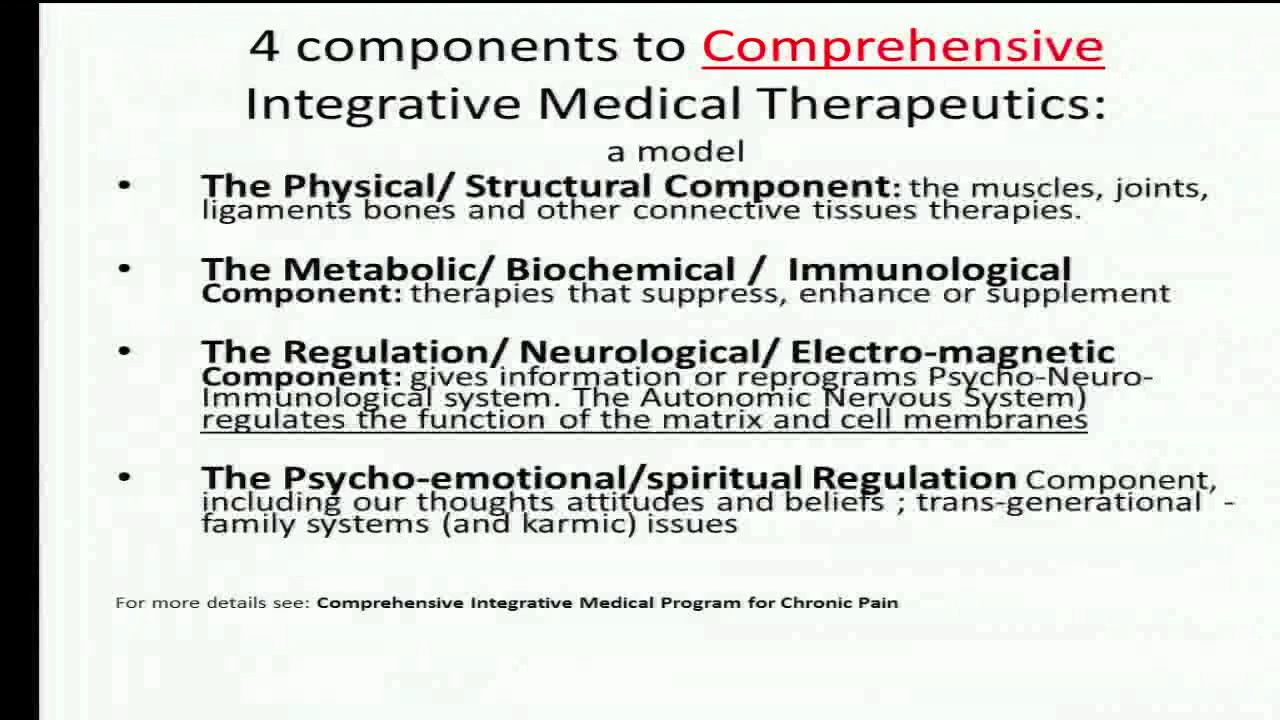 4 components to Comprehensive
Integrative Medical Therapeutics:
a model
• The Physical/ Structural Component: the muscles, joints,
ligaments bones and other connective tissues therapies.
• The Metabolic/ Biochemical / Immunological
Component: therapies that suppress, enhance or supplement
• The Regulation/ Neurological/ Electro-magnetic
Component: gives information or reprograms Psycho-Neuro-
Immunological system. The Autonomic Nervous System)
regulates the function of the matrix and cell membranes
• The Psycho-emotional/spiritual Regulation Component,
including our thoughts attitudes and beliefs ; trans-generational -
family systems (and karmic) issues
For more details see: Comprehensive Integrative Medical Program for Chronic Pain